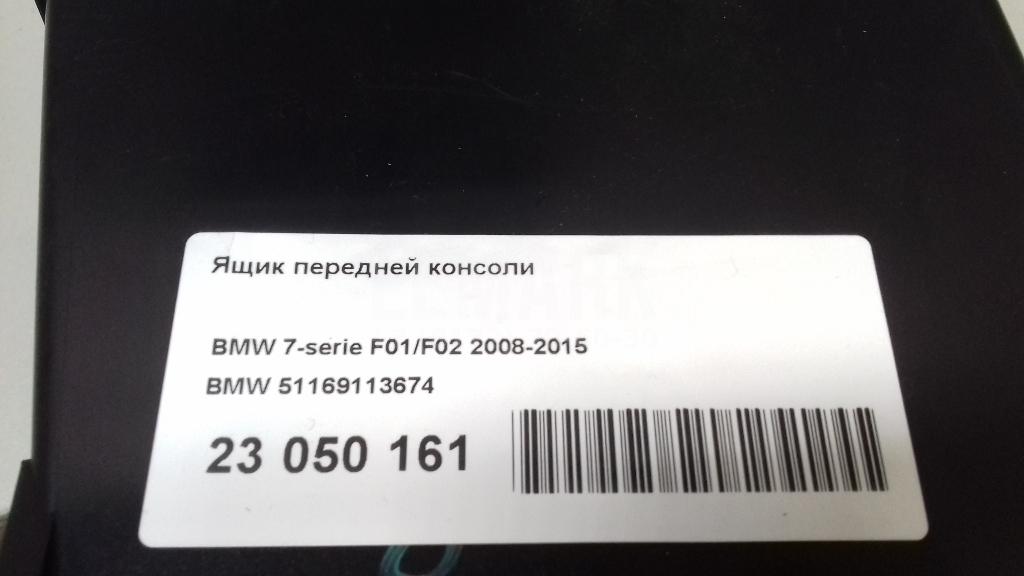 Ящик передней консоли
BMW 7-serie F01/F02 2008-2015
BMW 51169113674
23 050 161